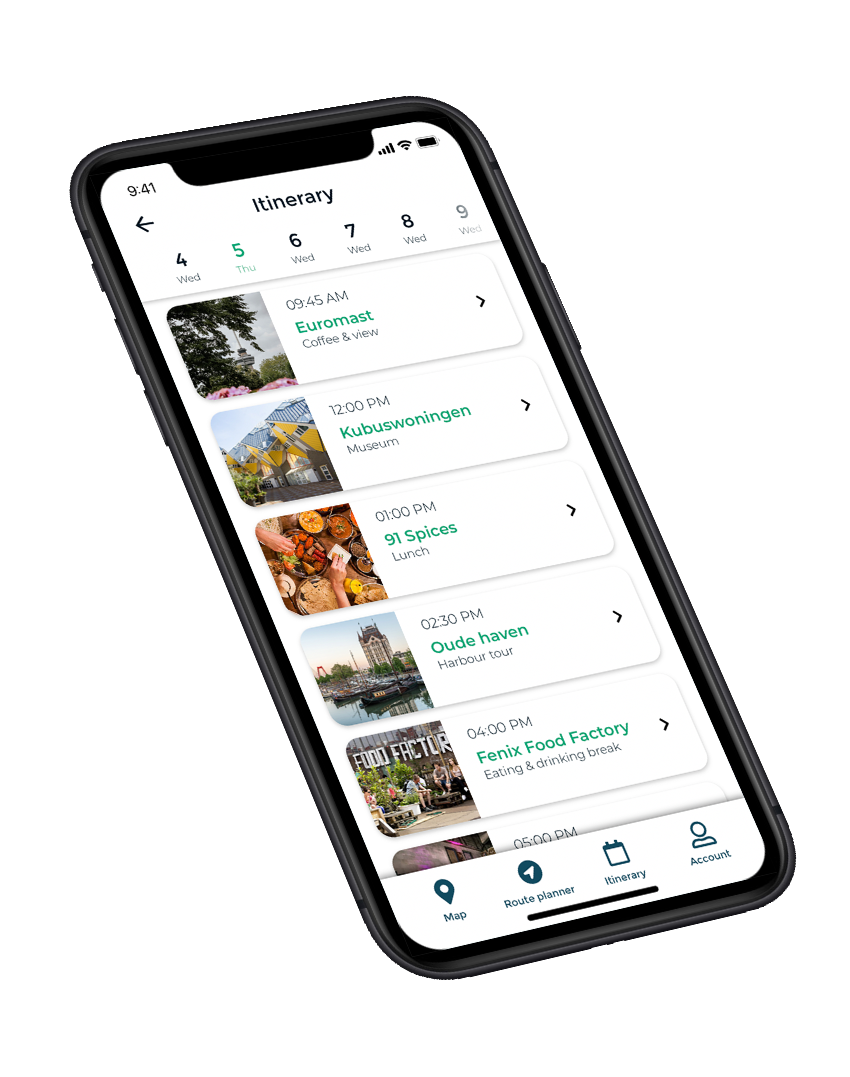 9:41
Itinerary
4 5 6 7 8 9
Wed Thu Wed Wed Wed Wed
09:45 AM
Euromast
Coffee & view
12:00 PM
Kubuswoningen
Museum
01:00 PM
91 Spices
Lunch
02:30 PM
Oude haven
Harbour tour
FOOD FACTOR
04:00 PM
Fenix Food Factory
Eating & drinking break
05:00 PM
Map Route planner Itinerary Account